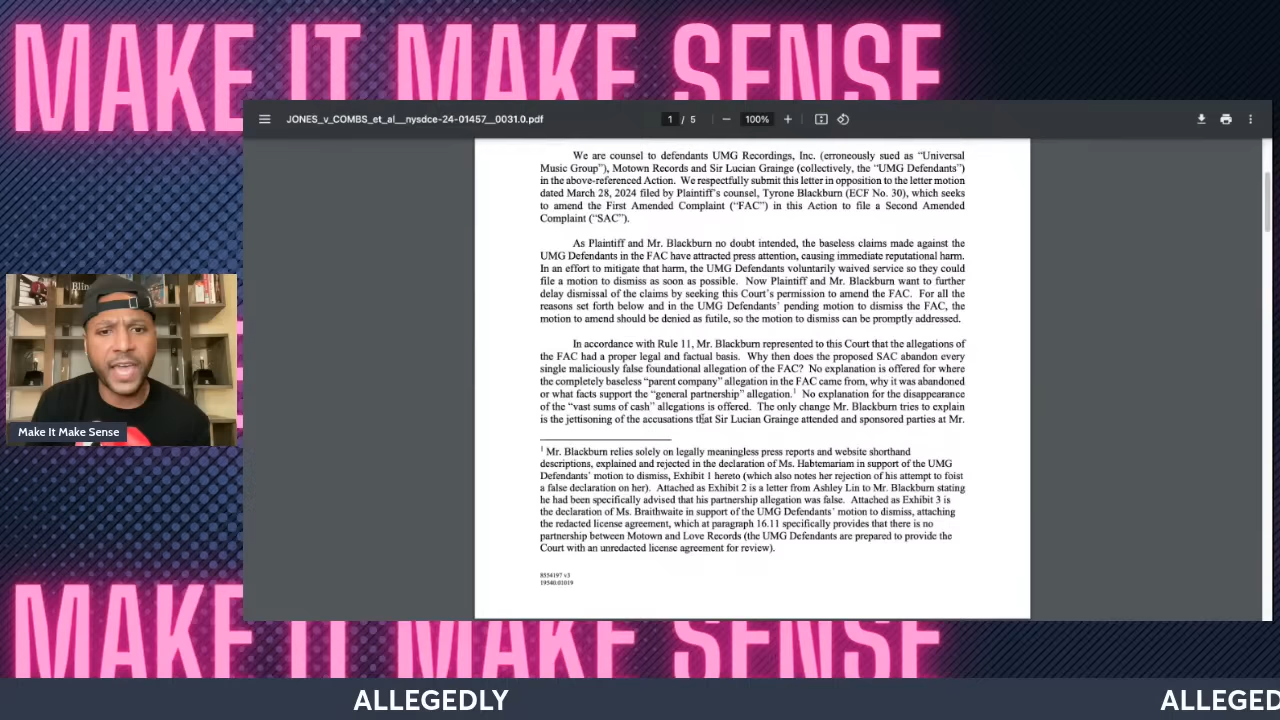 MAKE IT MAKE SENSE
JONES_v_COMBS_et_al__nysdce-24-01457__0031.0.pdf
1 / 5
100%
We are counsel to defendants UMG Recordings, Inc. (erroneously sued as “Universal
Music Group”), Motown Records and Sir Lucian Grainge (collectively, the “UMG Defendants”)
in the above-referenced Action. We respectfully submit this letter in opposition to the letter motion
dated March 28, 2024 filed by Plaintiff's counsel, Tyrone Blackburn (ECF No. 30), which seeks
to amend the First Amended Complaint (“FAC”) in this Action to file a Second Amended
Complaint (“SAC”).
As Plaintiff and Mr. Blackburn no doubt intended, the baseless claims made against the
UMG Defendants in the FAC have attracted press attention, causing immediate reputational harm.
In an effort to mitigate that harm, the UMG Defendants voluntarily waived service so they could
file a motion to dismiss as soon as possible. Now Plaintiff and Mr. Blackburn want to further
delay dismissal of the claims by seeking this Court's permission to amend the FAC. For all the
reasons set forth below and in the UMG Defendants' pending motion to dismiss the FAC, the
motion to amend should be denied as futile, so the motion to dismiss can be promptly addressed.
In accordance with Rule 11, Mr. Blackburn represented to this Court that the allegations of
the FAC had a proper legal and factual basis. Why then does the proposed SAC abandon every
single maliciously false foundational allegation of the FAC? No explanation is offered for where
the completely baseless “parent company” allegation in the FAC came from, why it was abandoned
or what facts support the “general partnership” allegation.1 No explanation for the disappearance
of the “vast sums of cash” allegations is offered. The only change Mr. Blackburn tries to explain
is the jettisoning of the accusations that Sir Lucian Grainge attended and sponsored parties at Mr.
1 Mr. Blackburn relies solely on legally meaningless press reports and website shorthand
descriptions, explained and rejected in the declaration of Ms. Habtemariam in support of the UMG
Defendants' motion to dismiss, Exhibit 1 hereto (which also notes her rejection of his attempt to foist
a false declaration on her). Attached as Exhibit 2 is a letter from Ashley Lin to Mr. Blackburn stating
he had been specifically advised that his partnership allegation was false. Attached as Exhibit 3 is
the declaration of Ms. Braithwaite in support of the UMG Defendants' motion to dismiss, attaching
the redacted license agreement, which at paragraph 16.11 specifically provides that there is no
partnership between Motown and Love Records (the UMG Defendants are prepared to provide the
Court with an unredacted license agreement for review).
8554197 v3
19540:01019
Make It Make Sense
MAKE IT MAKE SENSE
ALLEGEDLY
ALLEGED